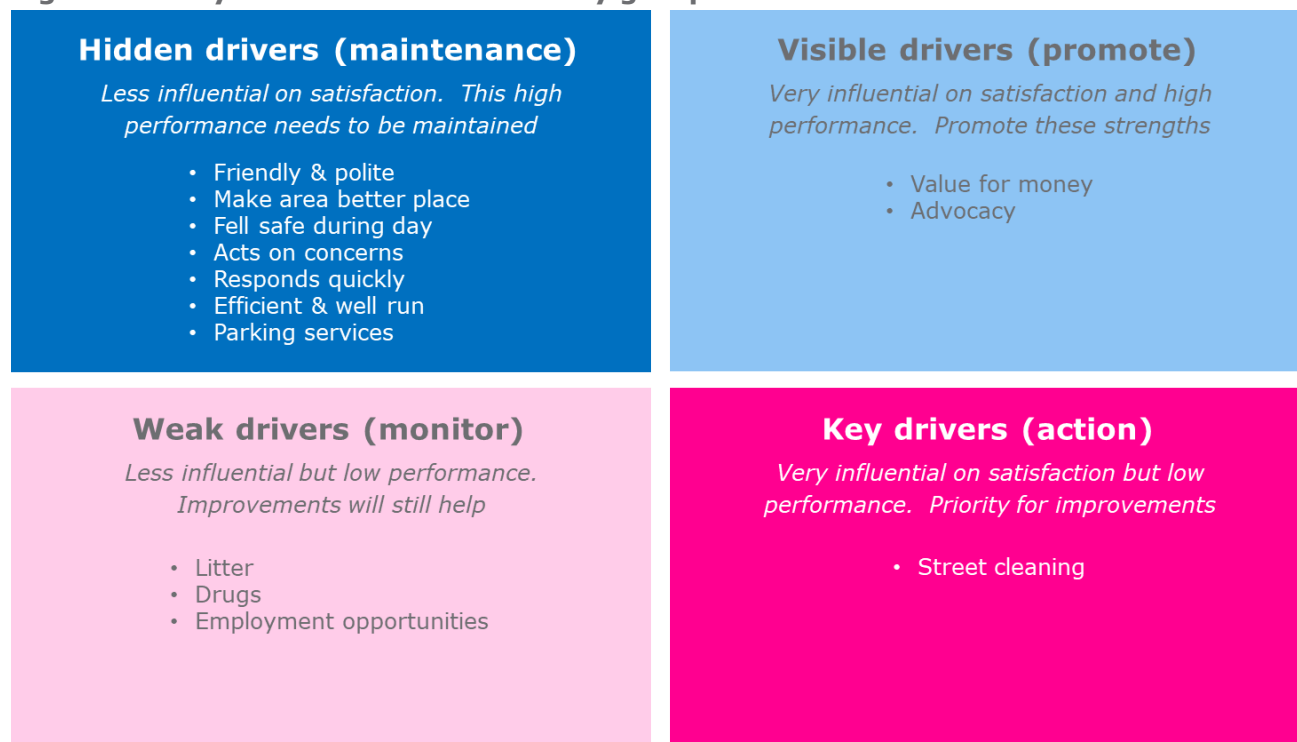 Hidden drivers (maintenance)
Less influential on satisfaction. This high
performance needs to be maintained
• Friendly & polite
• Make area better place
• Fell safe during day
• Acts on concerns
• Responds quickly
• Efficient & well run
• Parking services
Visible drivers (promote)
Very influential on satisfaction and high
performance. Promote these strengths
• Value for money
• Advocacy
Weak drivers (monitor)
Less influential but low performance.
Improvements will still help
• Litter
• Drugs
• Employment opportunities
Key drivers (action)
Very influential on satisfaction but low
performance. Priority for improvements
• Street cleaning